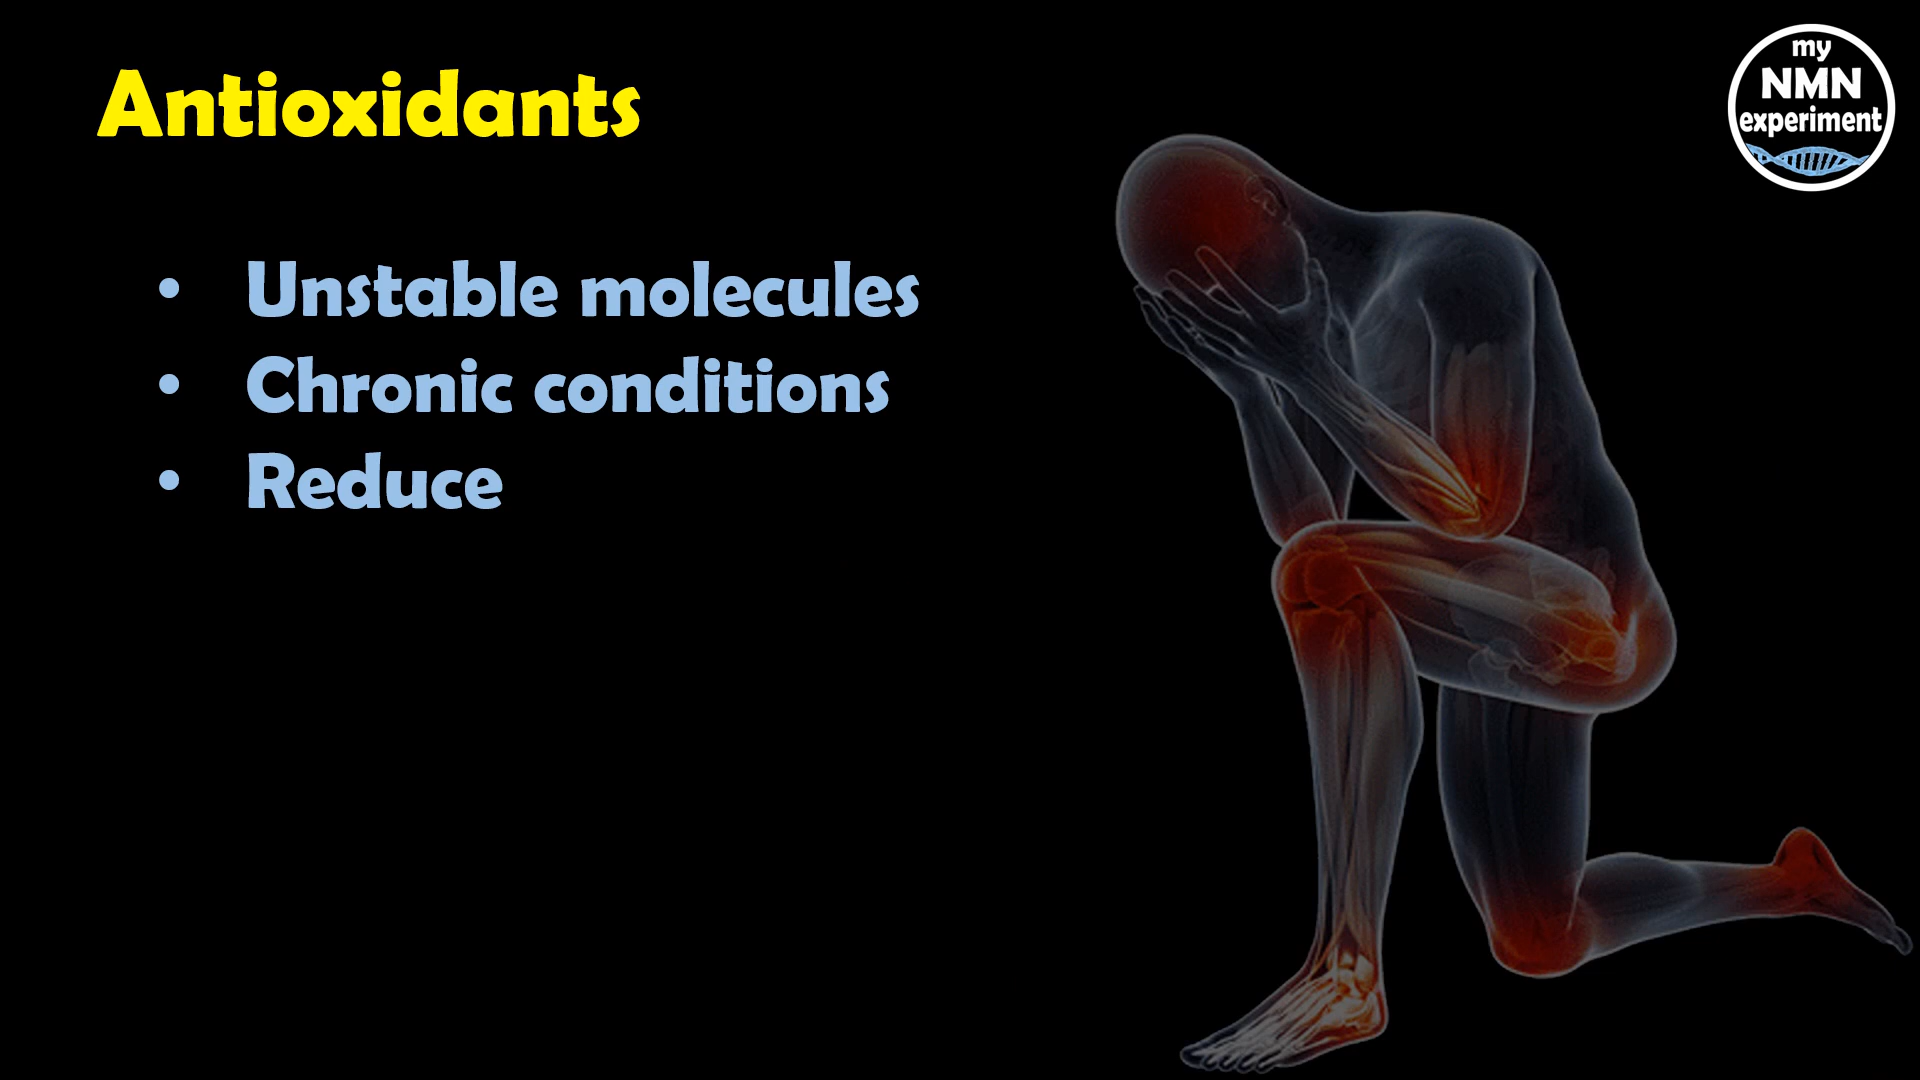 Antioxidants
my
NMN
experiment
• Unstable molecules
• Chronic conditions
• Reduce